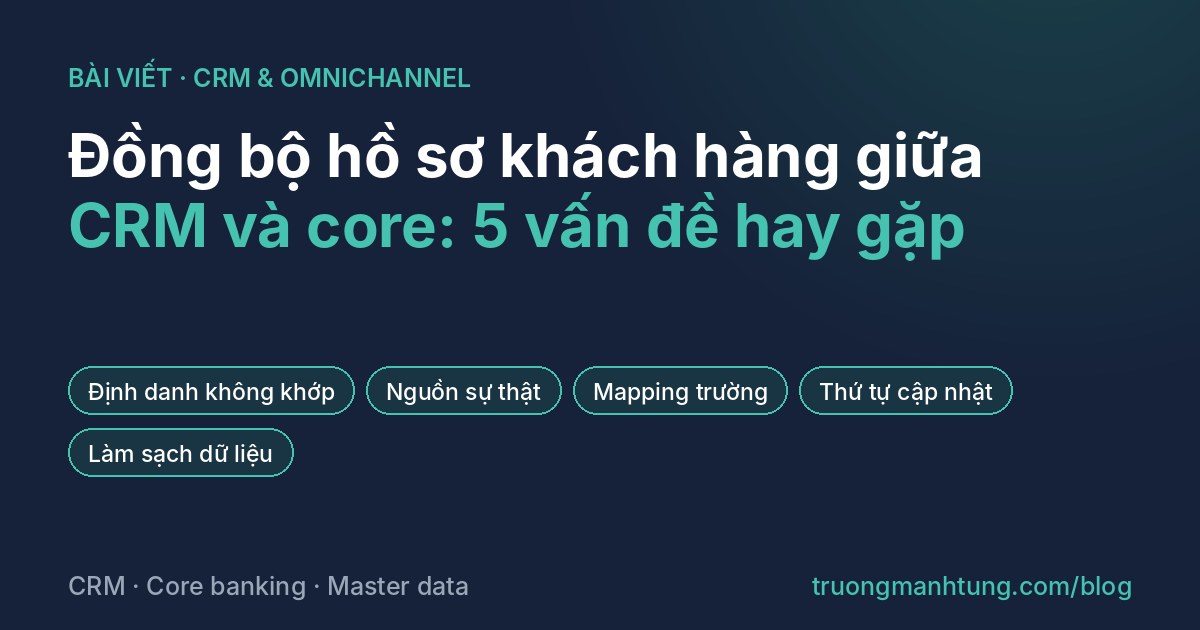 BÀI VIẾT · CRM & OMNICHANNEL
Đồng bộ hồ sơ khách hàng giữa
CRM và core: 5 vấn đề hay gặp
Định danh không khớp
Nguồn sự thật
Mapping trường
Thứ tự cập nhật
Làm sạch dữ liệu
CRM · Core banking · Master data
truongmanhtung.com/blog